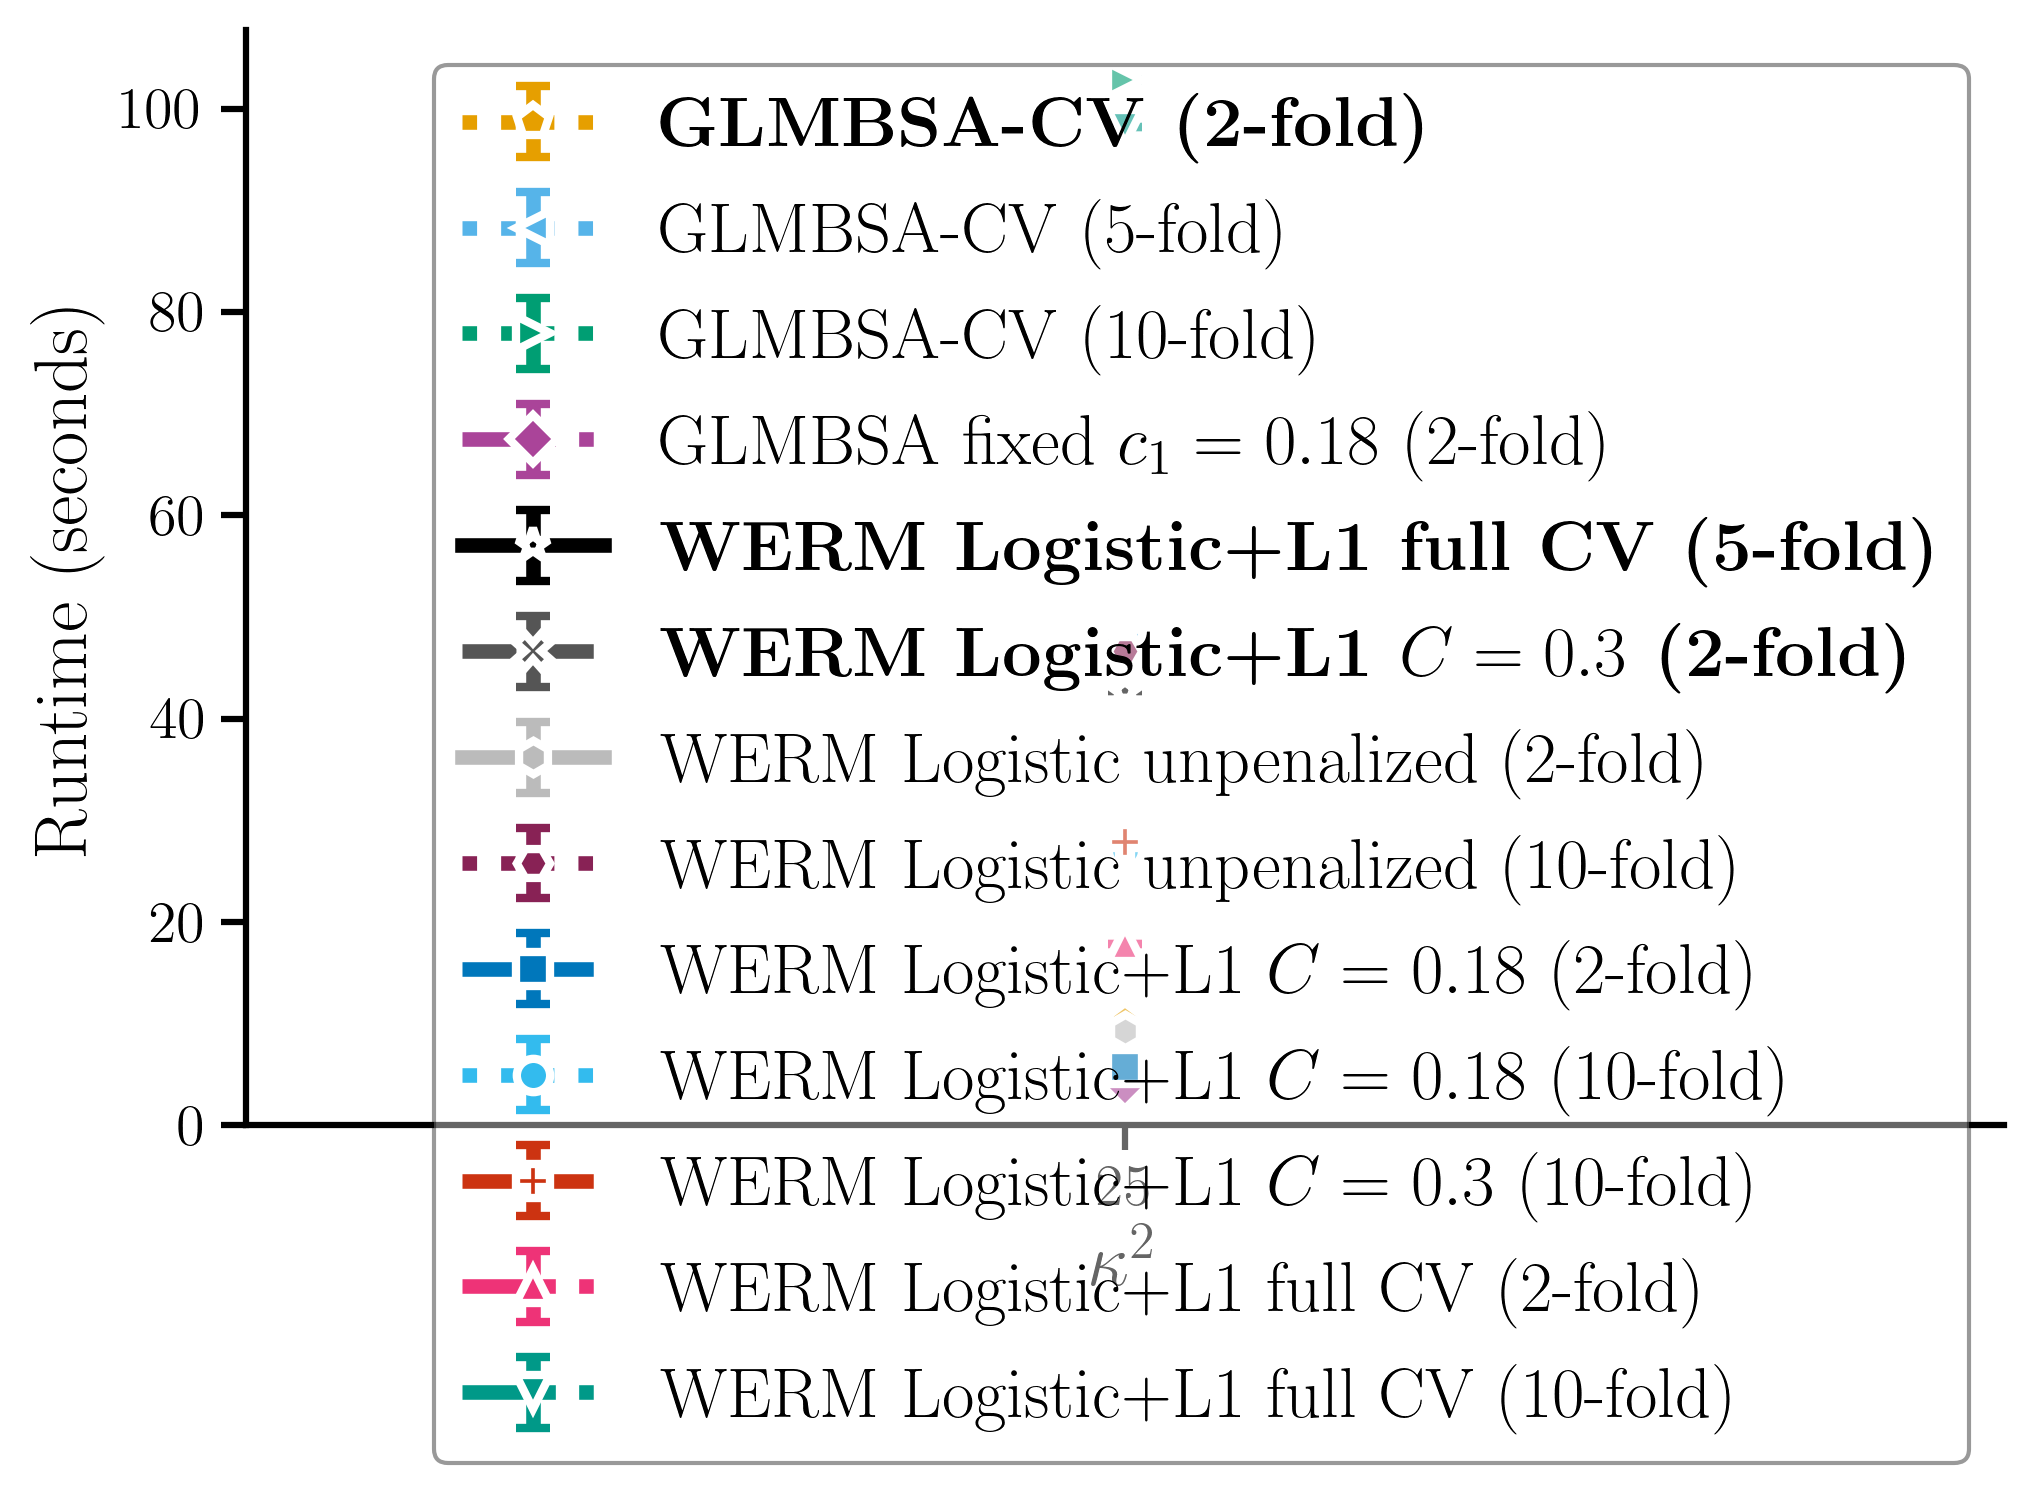 Runtime (seconds)
100
80
60
40
20
0
GLMBSA-CV (2-fold)
GLMBSA-CV (5-fold)
GLMBSA-CV (10-fold)
GLMBSA fixed c₁ = 0.18 (2-fold)
WERM Logistic+L1 full CV (5-fold)
WERM Logistic+L1 C = 0.3 (2-fold)
WERM Logistic unpenalized (2-fold)
WERM Logistic unpenalized (10-fold)
WERM Logistic+L1 C = 0.18 (2-fold)
WERM Logistic+L1 C = 0.18 (10-fold)
WERM Logistic+L1 C = 0.3 (10-fold)
WERM Logistic+L1 full CV (2-fold)
WERM Logistic+L1 full CV (10-fold)
25
κ²